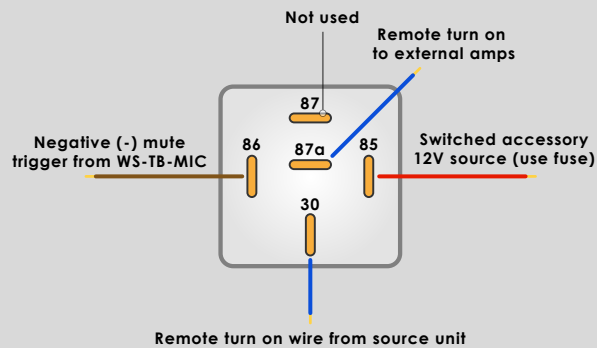 Not used
Remote turn on
to external amps
87
Negative (-) mute
trigger from WS-TB-MIC
86
87a
85
Switched accessory
12V source (use fuse)
30
Remote turn on wire from source unit